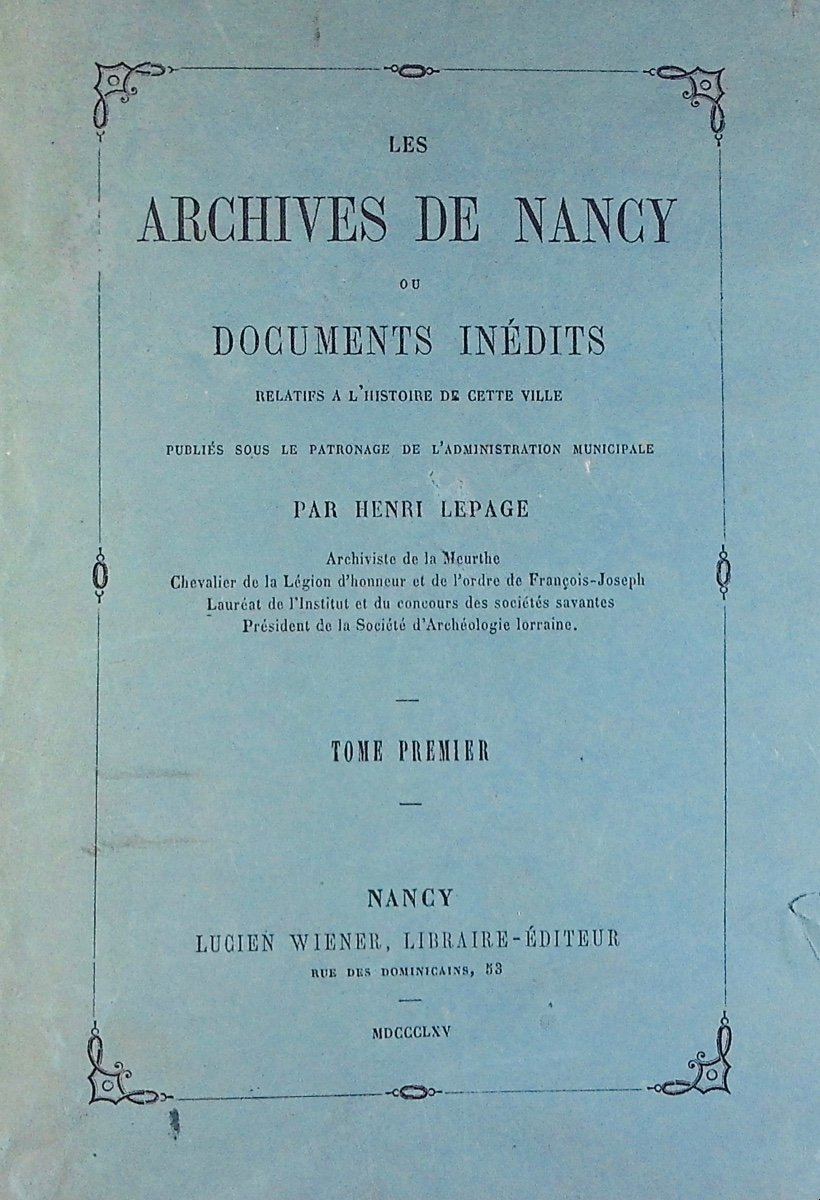 LES
ARCHIVES DE NANCY
OU
DOCUMENTS INÉDITS
RELATIFS A L'HISTOIRE DE CETTE VILLE
PUBLIÉS SOUS LE PATRONAGE DE L'ADMINISTRATION MUNICIPALE
PAR HENRI LEPAGE
Archiviste de la Meurthe
Chevalier de la Légion d'honneur et de l'ordre de François-Joseph
Lauréat de l'Institut et du concours des sociétés savantes
Président de la Société d'Archéologie lorraine.
TOME PREMIER
NANCY
LUCIEN WIENER, LIBRAIRE-ÉDITEUR
RUE DES DOMINICAINS, 53
MDCCCLXV